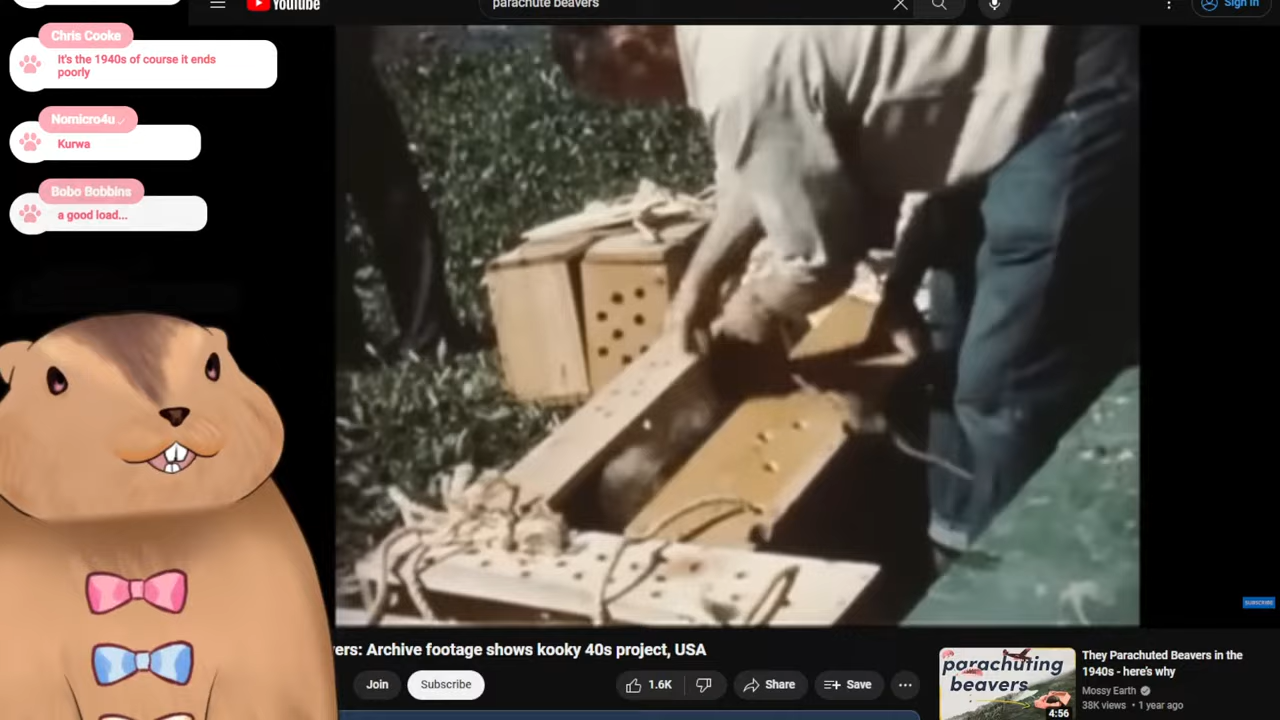 YouTube
parachute beavers
Sign in
Chris Cooke
It's the 1940s of course it ends
poorly
Nomicro4u
Kurwa
Bobo Bobbins
a good load...
SUBSCRIBE
ers: Archive footage shows kooky 40s project, USA
Join
Subscribe
1.6K
Share
Save
parachuting
beavers
4:56
They Parachuted Beavers in the
1940s - here's why
Mossy Earth
38K views • 1 year ago